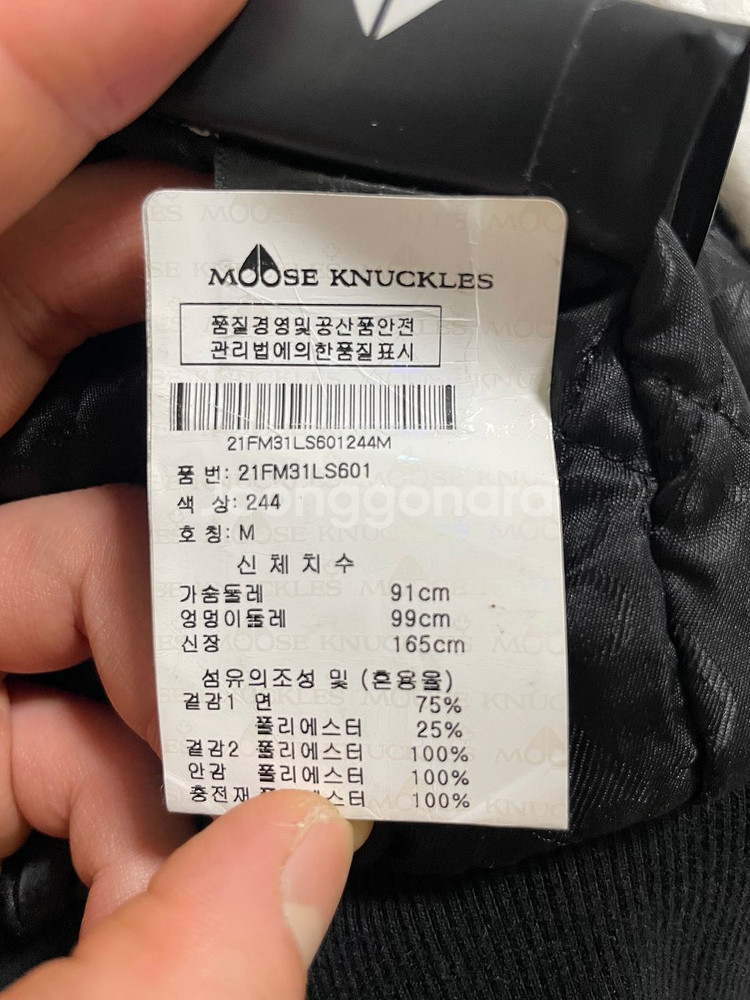 MOOSE KNUCKLES
품질경영및공산품안전
관리법에의한품질표시
21FM31LS601244M
품 번: 21FM31LS601
색 상: 244
호 칭: M
신 체 치 수
가슴둘레 91cm
엉덩이둘레 99cm
신장 165cm
섬유의조성 및 (혼용율)
겉감1 면 75%
폴리에스터 25%
겉감2 폴리에스터 100%
안감 폴리에스터 100%
충전재 스터 100%